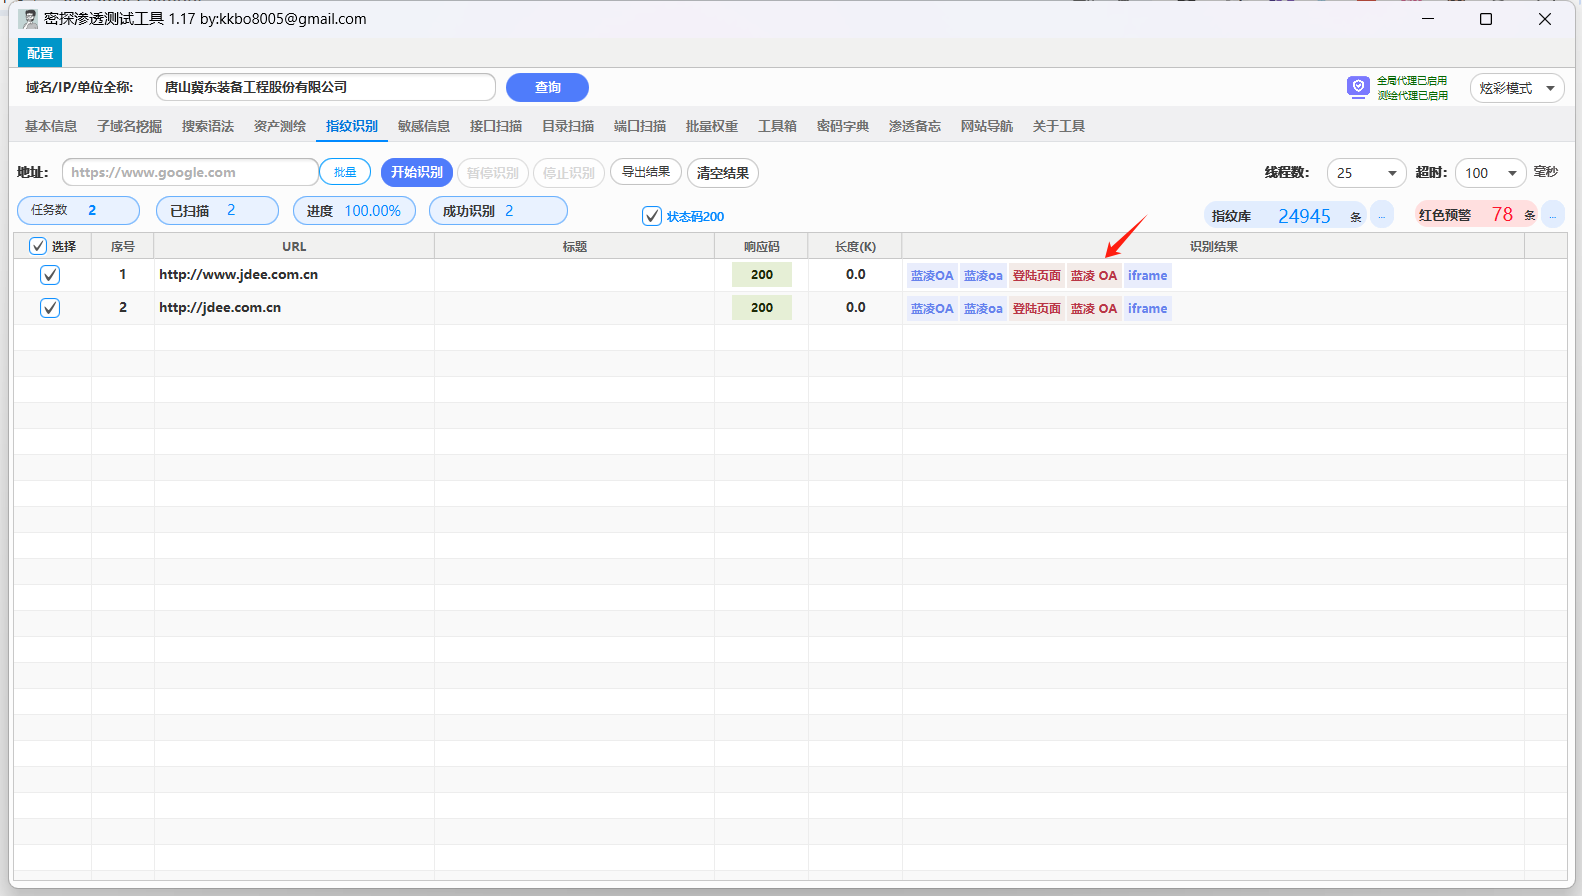 密探渗透测试工具 1.17 by:kkbo8005@gmail.com
配置
域名/IP/单位全称: 唐山冀东装备工程股份有限公司 查询 全局代理已启用 测绘代理已启用 炫彩模式
基本信息 子域名挖掘 搜索语法 资产测绘 指纹识别 敏感信息 接口扫描 目录扫描 端口扫描 批量权重 工具箱 密码字典 渗透备忘 网站导航 关于工具
地址: https://www.google.com 批量 开始识别 暂停识别 停止识别 导出结果 清空结果 线程数: 25 超时: 100 毫秒
任务数 2 已扫描 2 进度 100.00% 成功识别 2 状态码200 指纹库 24945 条 ... 红色预警 78 条 ...
选择 序号 URL 标题 响应码 长度(K) 识别结果
1 http://www.jdee.com.cn 200 0.0 蓝凌OA 蓝凌oa 登陆页面 蓝凌 OA iframe
2 http://jdee.com.cn 200 0.0 蓝凌OA 蓝凌oa 登陆页面 蓝凌 OA iframe